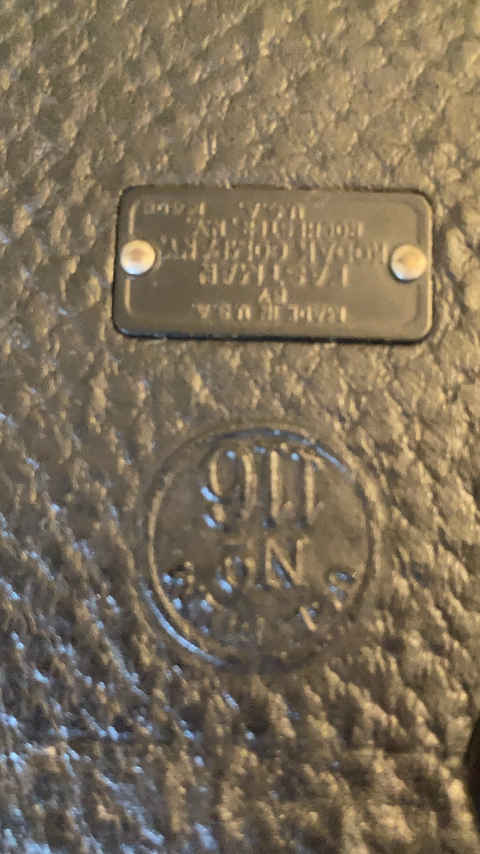 Nº
116
MADE IN U.S.A.
BY
EASTMAN
KODAK COMPANY
ROCHESTER, N.Y.
U.S.A.